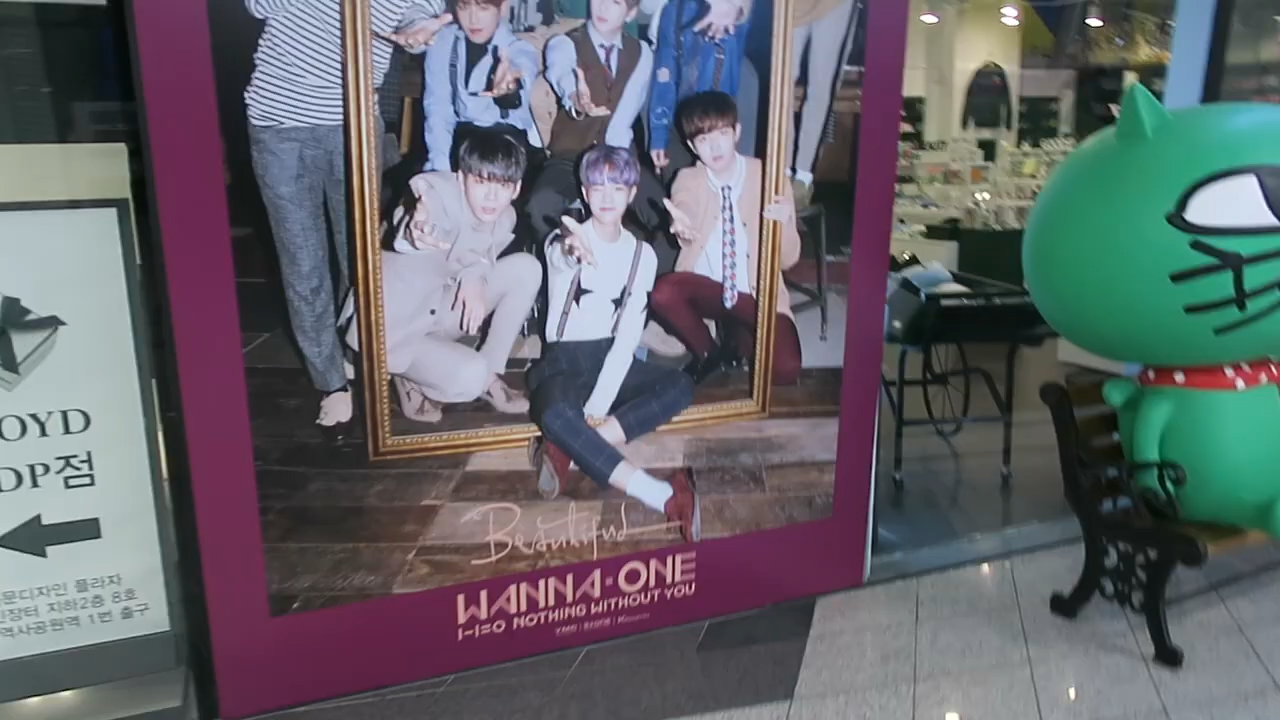 OYD
DP점
문디자인 플라자
장터 지하2층 8호
역사공원역 1번 출구
Beautiful
WANNA·ONE
1-1=0 NOTHING WITHOUT YOU